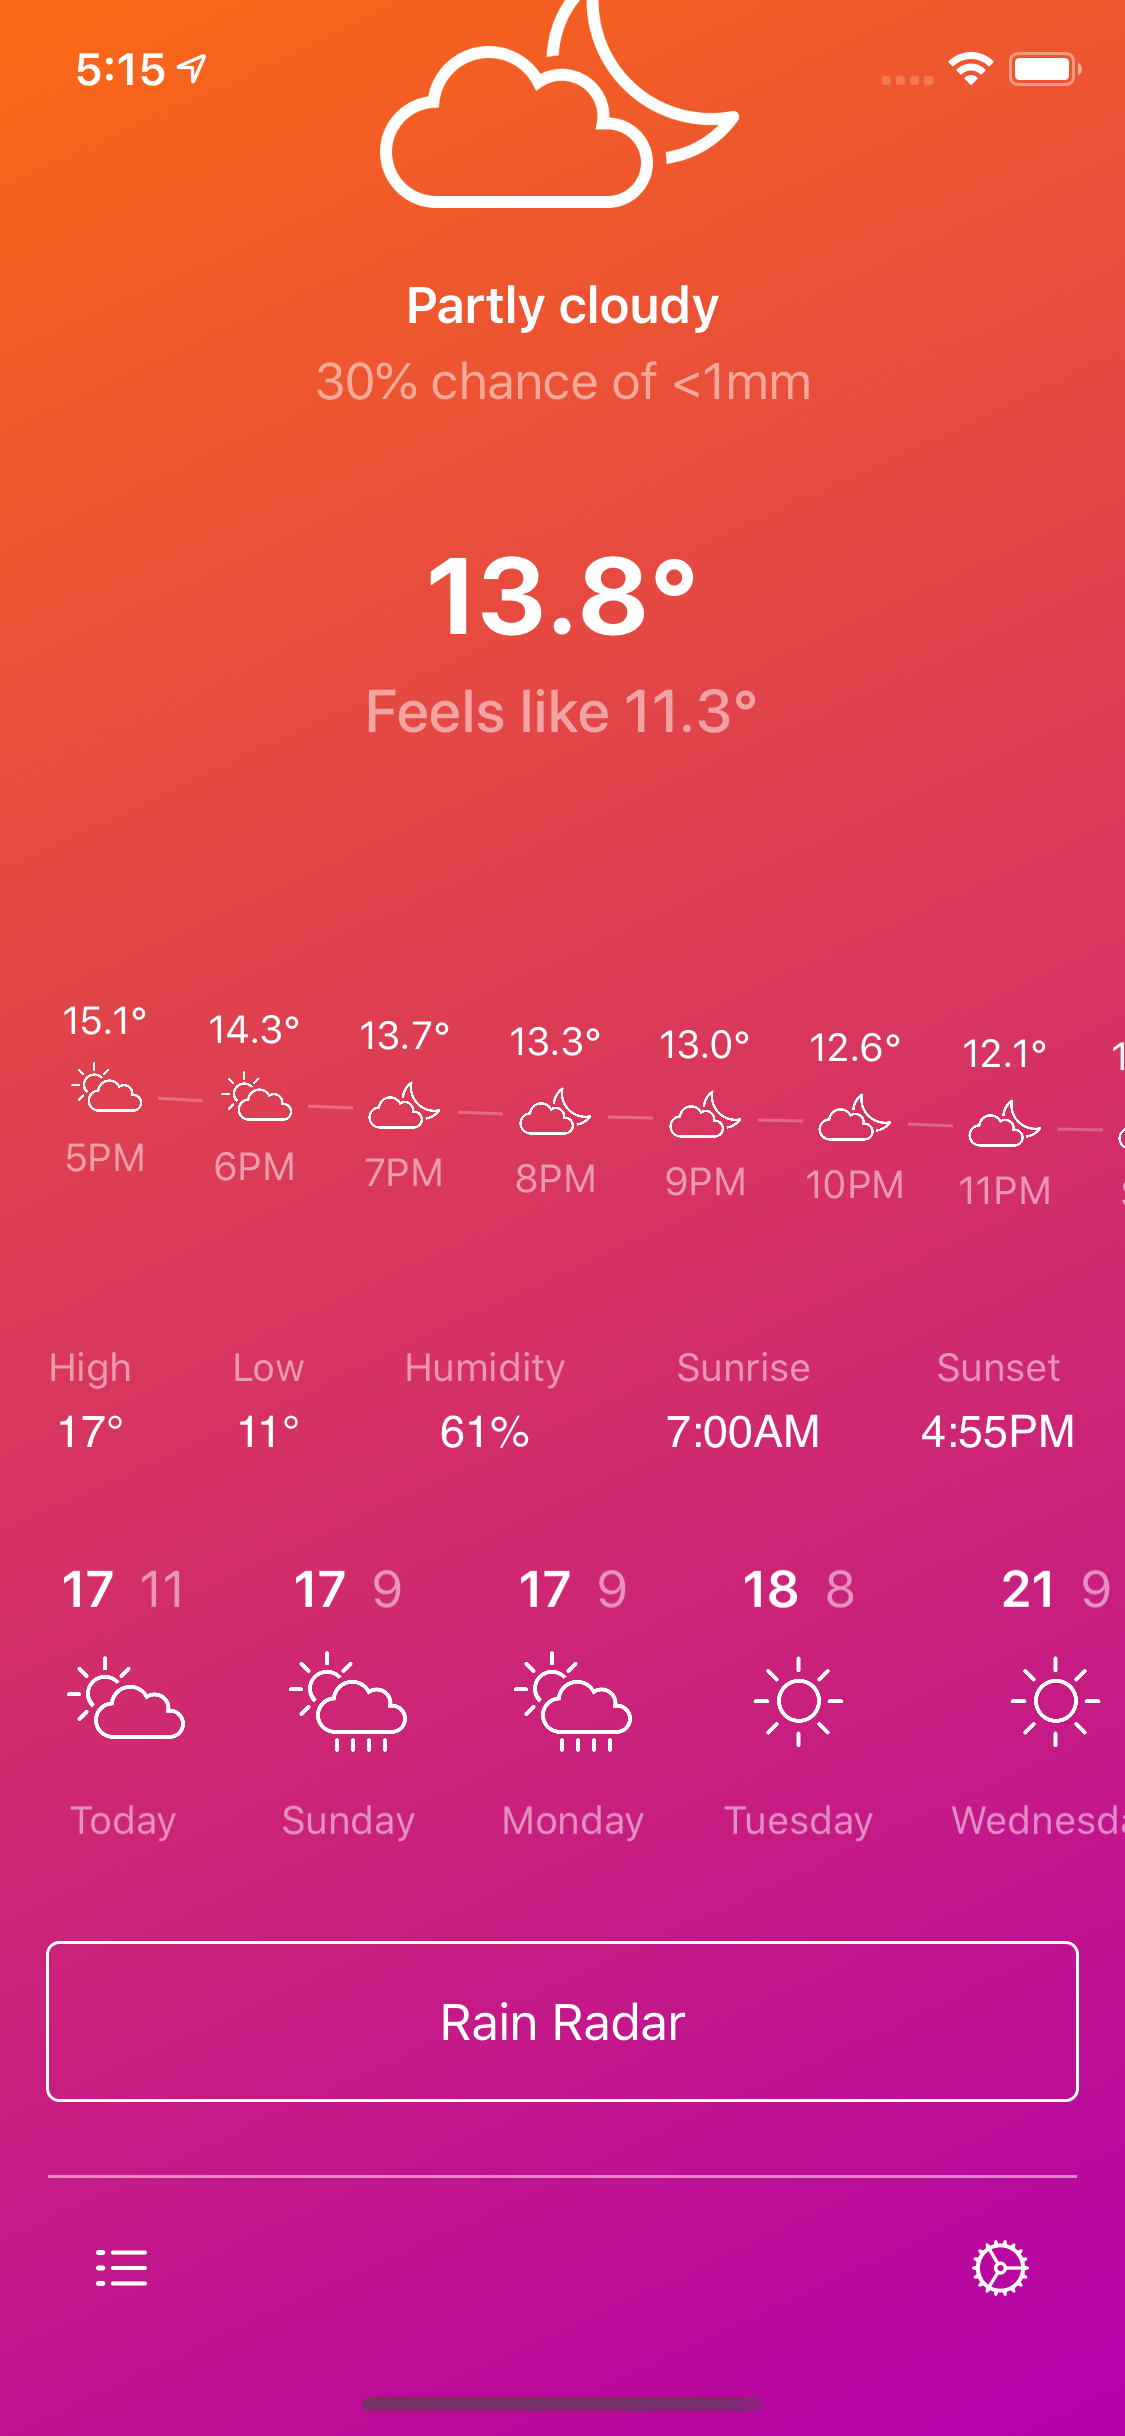 5:15
Partly cloudy
30% chance of <1mm
13.8°
Feels like 11.3°
15.1° 14.3° 13.7° 13.3° 13.0° 12.6° 12.1°
5PM 6PM 7PM 8PM 9PM 10PM 11PM
High Low Humidity Sunrise Sunset
17° 11° 61% 7:00AM 4:55PM
17 11 17 9 17 9 18 8 21 9
Today Sunday Monday Tuesday Wednesda
Rain Radar